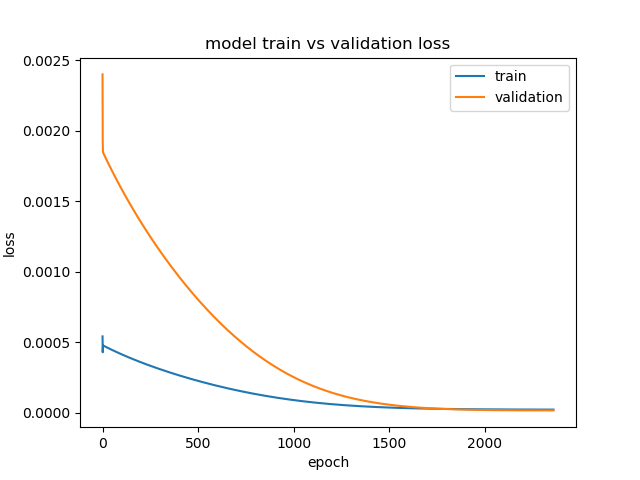 model train vs validation loss
train
validation
0.0025
0.0020
0.0015
0.0010
0.0005
0.0000
loss
0
500
1000
1500
2000
epoch